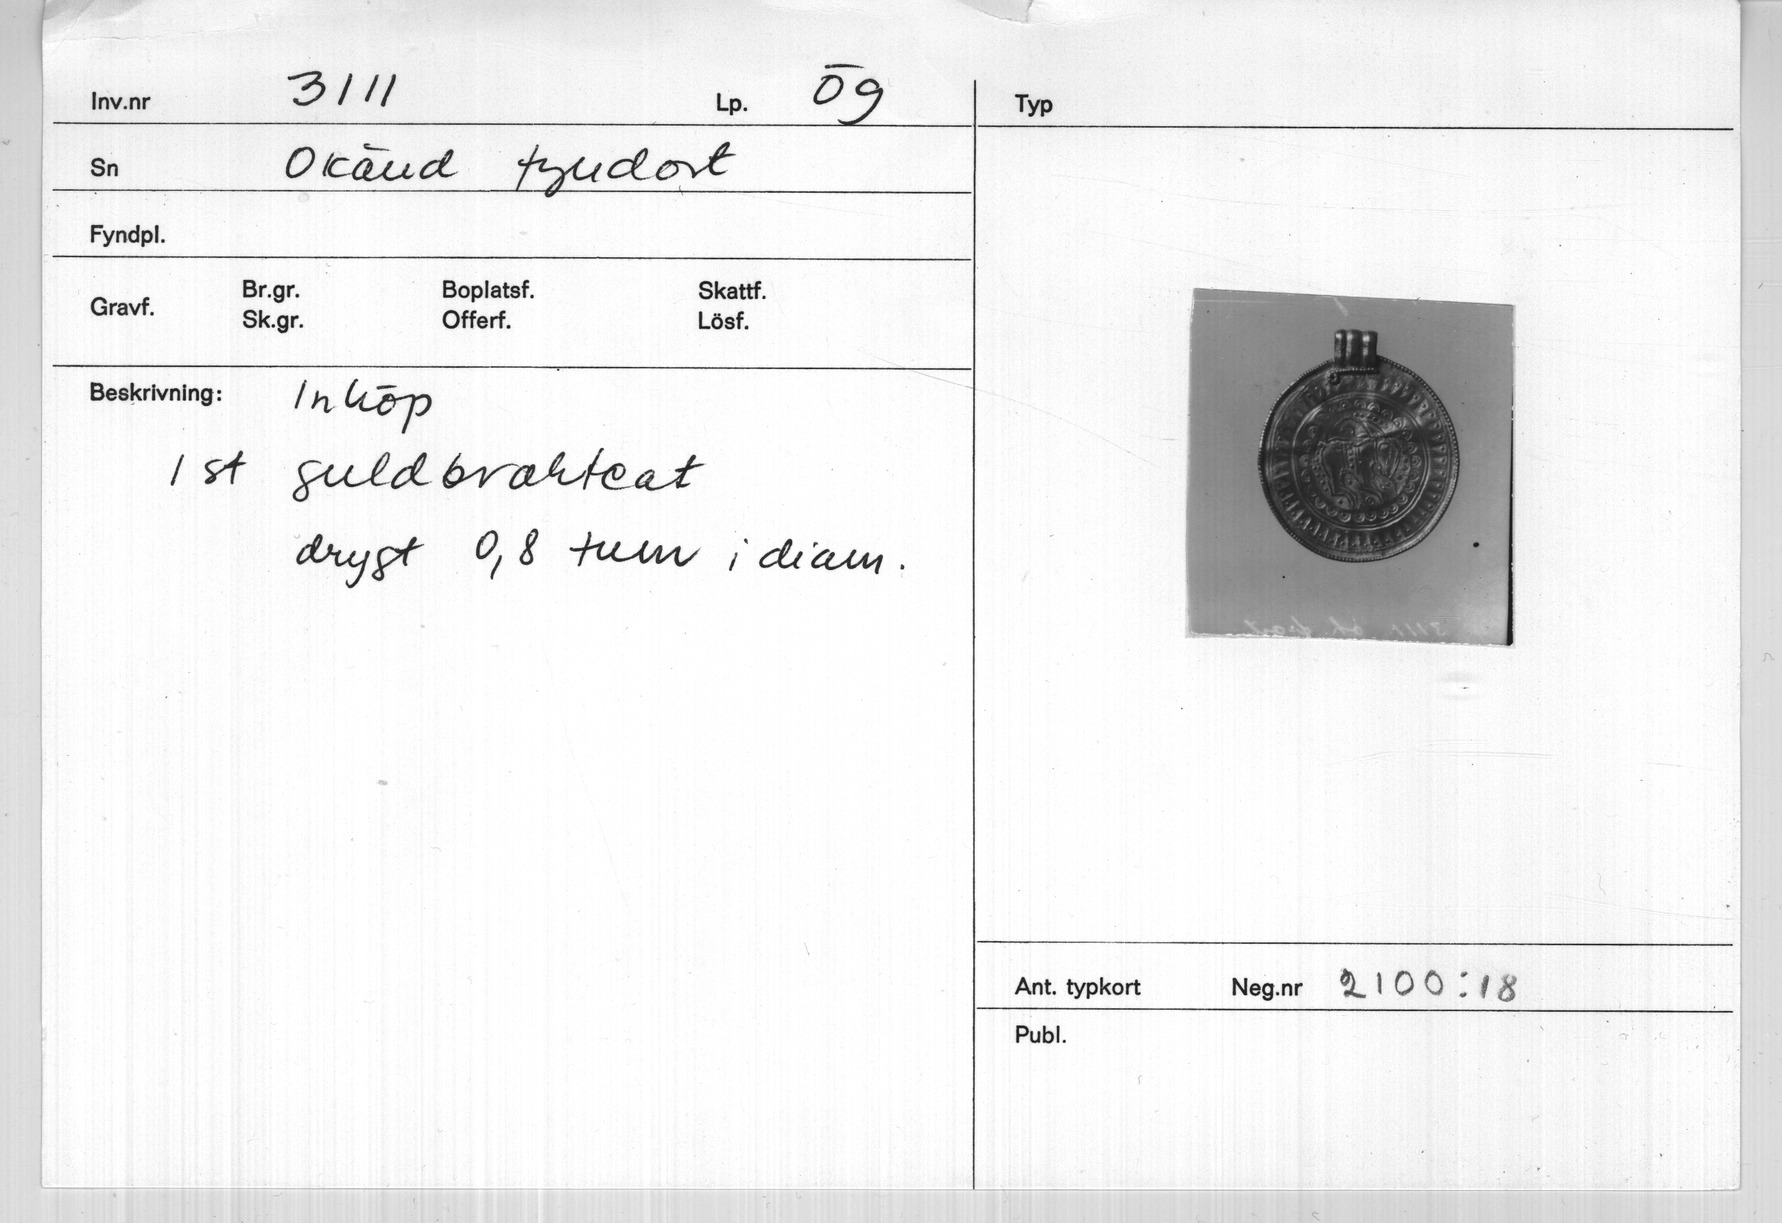 Inv.nr 3111 Lp. Ög
Sn Okänd fyndort
Fyndpl.
Gravf. Br.gr. Boplatsf. Skattf.
Sk.gr. Offerf. Lösf.
Beskrivning: Inköp
1 st guldbrakteat
drygt 0,8 tum i diam.
Typ
3111
Ant. typkort Neg.nr 2100:18
Publ.